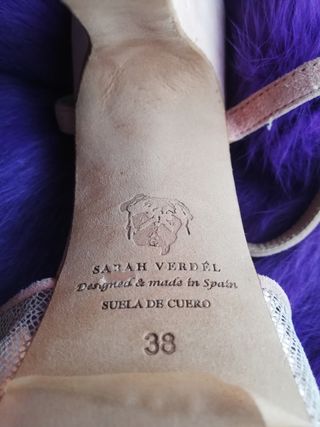 SARAH VERDÉL
Designed & made in Spain
SUELA DE CUERO
38